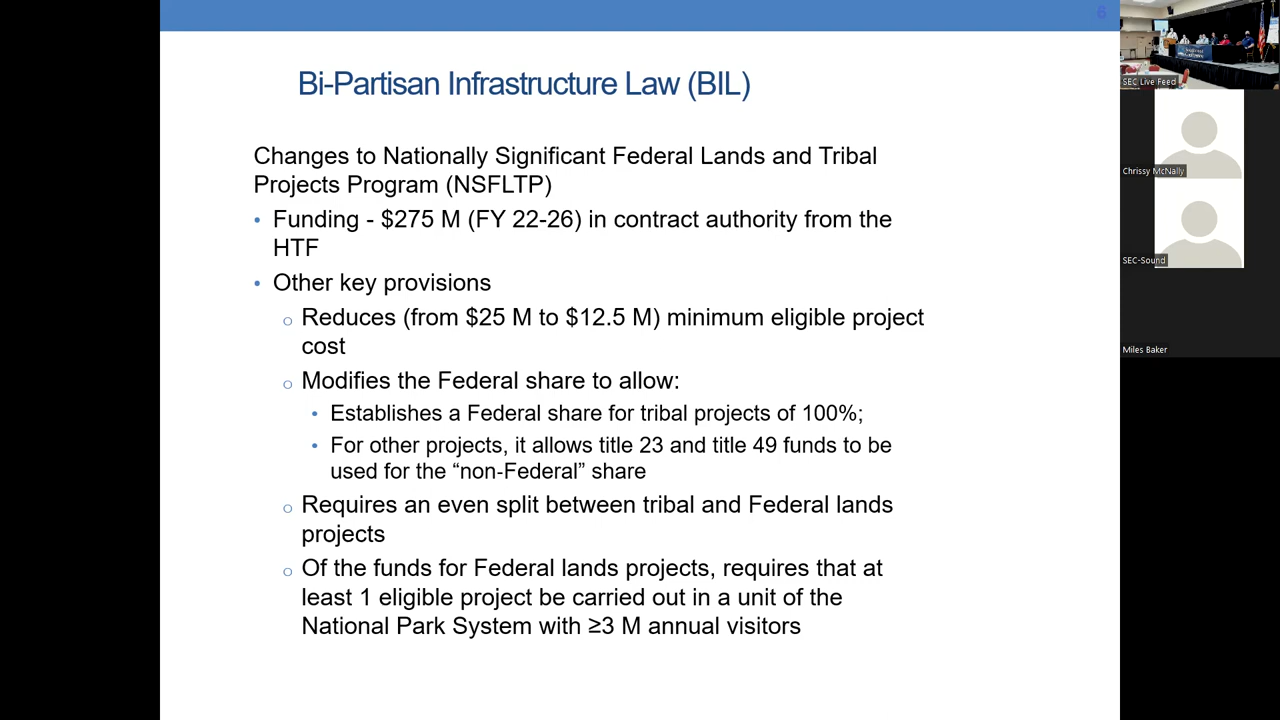 6
SEC Live Feed
Bi-Partisan Infrastructure Law (BIL)
Changes to Nationally Significant Federal Lands and Tribal
Projects Program (NSFLTP)
• Funding - $275 M (FY 22-26) in contract authority from the
HTF
• Other key provisions
o Reduces (from $25 M to $12.5 M) minimum eligible project
cost
o Modifies the Federal share to allow:
• Establishes a Federal share for tribal projects of 100%;
• For other projects, it allows title 23 and title 49 funds to be
used for the “non-Federal” share
o Requires an even split between tribal and Federal lands
projects
o Of the funds for Federal lands projects, requires that at
least 1 eligible project be carried out in a unit of the
National Park System with ≥3 M annual visitors
Chrissy McNally
SEC-Sound
Miles Baker